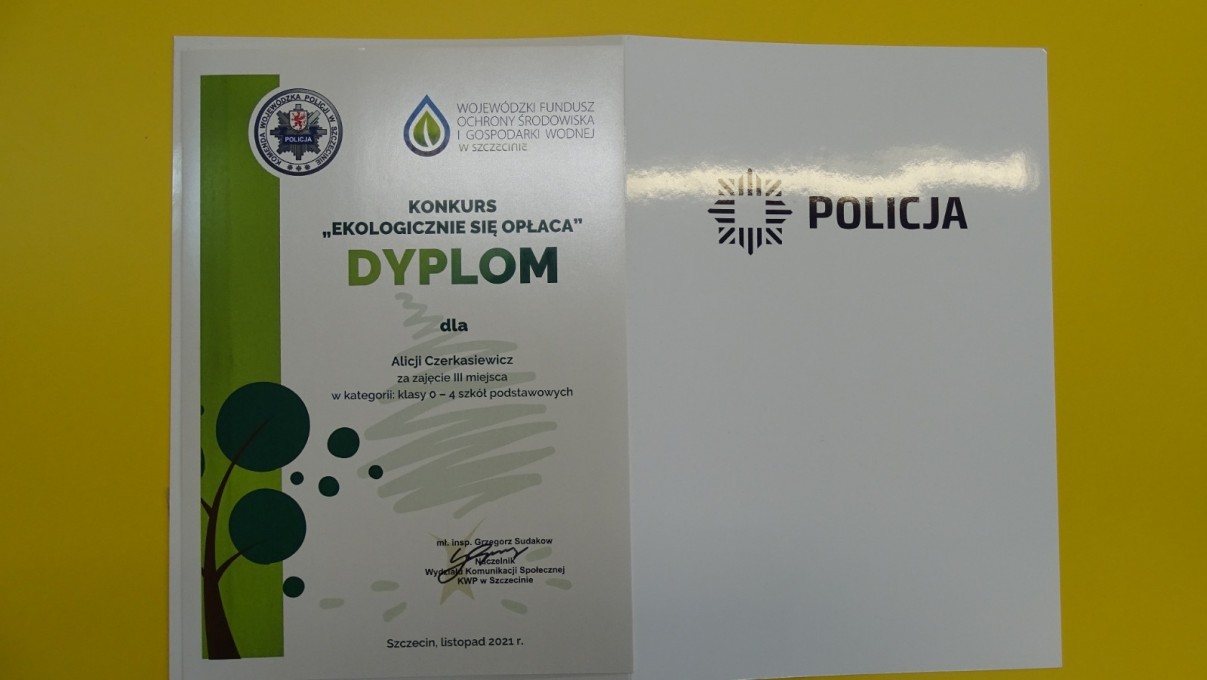 KOMENDA WOJEWÓDZKA POLICJI W SZCZECINIE
POLICJA
WOJEWÓDZKI FUNDUSZ
OCHRONY ŚRODOWISKA
I GOSPODARKI WODNEJ
W SZCZECINIE
KONKURS
„EKOLOGICZNIE SIĘ OPŁACA”
DYPLOM
dla
Alicji Czerkasiewicz
za zajęcie III miejsca
w kategorii: klasy 0 – 4 szkół podstawowych
mł. insp. Grzegorz Sudakow
Naczelnik
Wydziału Komunikacji Społecznej
KWP w Szczecinie
Szczecin, listopad 2021 r.
POLICJA